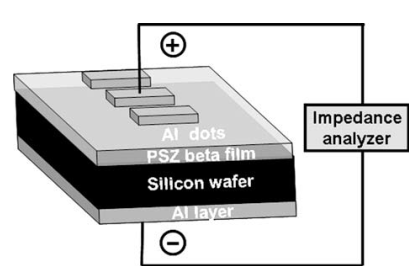 +
Impedance
analyzer
Al dots
PSZ beta film
Silicon wafer
Al layer
−